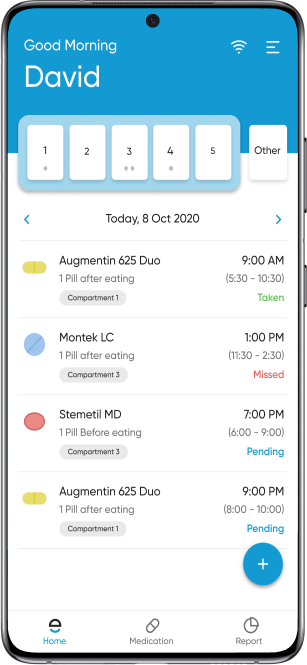 Good Morning
David
1 2 3 4 5 Other
Today, 8 Oct 2020
Augmentin 625 Duo 9:00 AM
1 Pill after eating (5:30 - 10:30)
Compartment 1 Taken
Montek LC 1:00 PM
1 Pill after eating (11:30 - 2:30)
Compartment 3 Missed
Stemetil MD 7:00 PM
1 Pill Before eating (6:00 - 9:00)
Compartment 3 Pending
Augmentin 625 Duo 9:00 PM
1 Pill after eating (8:00 - 10:00)
Compartment 1 Pending
+
Home Medication Report